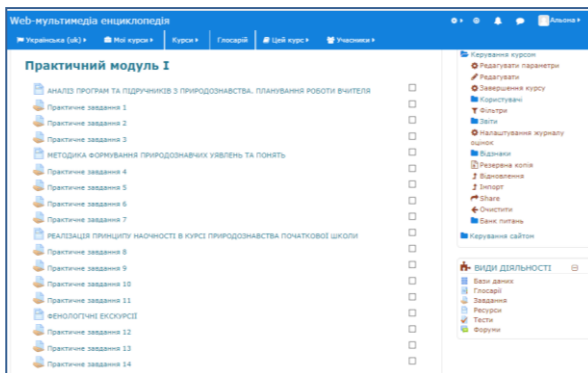 Web-мультимедіа енциклопедія
Альона
Українська (uk)
Мої курси
Курси
Глосарій
Цей курс
Учасники
Практичний модуль I
АНАЛІЗ ПРОГРАМ ТА ПІДРУЧНИКІВ З ПРИРОДОЗНАВСТВА. ПЛАНУВАННЯ РОБОТИ ВЧИТЕЛЯ
Практичне завдання 1
Практичне завдання 2
Практичне завдання 3
МЕТОДИКА ФОРМУВАННЯ ПРИРОДОЗНАВЧИХ УЯВЛЕНЬ ТА ПОНЯТЬ
Практичне завдання 4
Практичне завдання 5
Практичне завдання 6
Практичне завдання 7
РЕАЛІЗАЦІЯ ПРИНЦИПУ НАОЧНОСТІ В КУРСІ ПРИРОДОЗНАВСТВА ПОЧАТКОВОЇ ШКОЛИ
Практичне завдання 8
Практичне завдання 9
Практичне завдання 10
Практичне завдання 11
ФЕНОЛОГІЧНІ ЕКСКУРСІЇ
Практичне завдання 12
Практичне завдання 13
Практичне завдання 14
Керування курсом
Редагувати параметри
Редагувати
Завершення курсу
Користувачі
Фільтри
Звіти
Налаштування журналу
оцінок
Відзнаки
Резервна копія
Відновлення
Імпорт
Share
Очистити
Банк питань
Керування сайтом
ВИДИ ДІЯЛЬНОСТІ
Бази даних
Глосарії
Завдання
Ресурси
Тести
Форуми